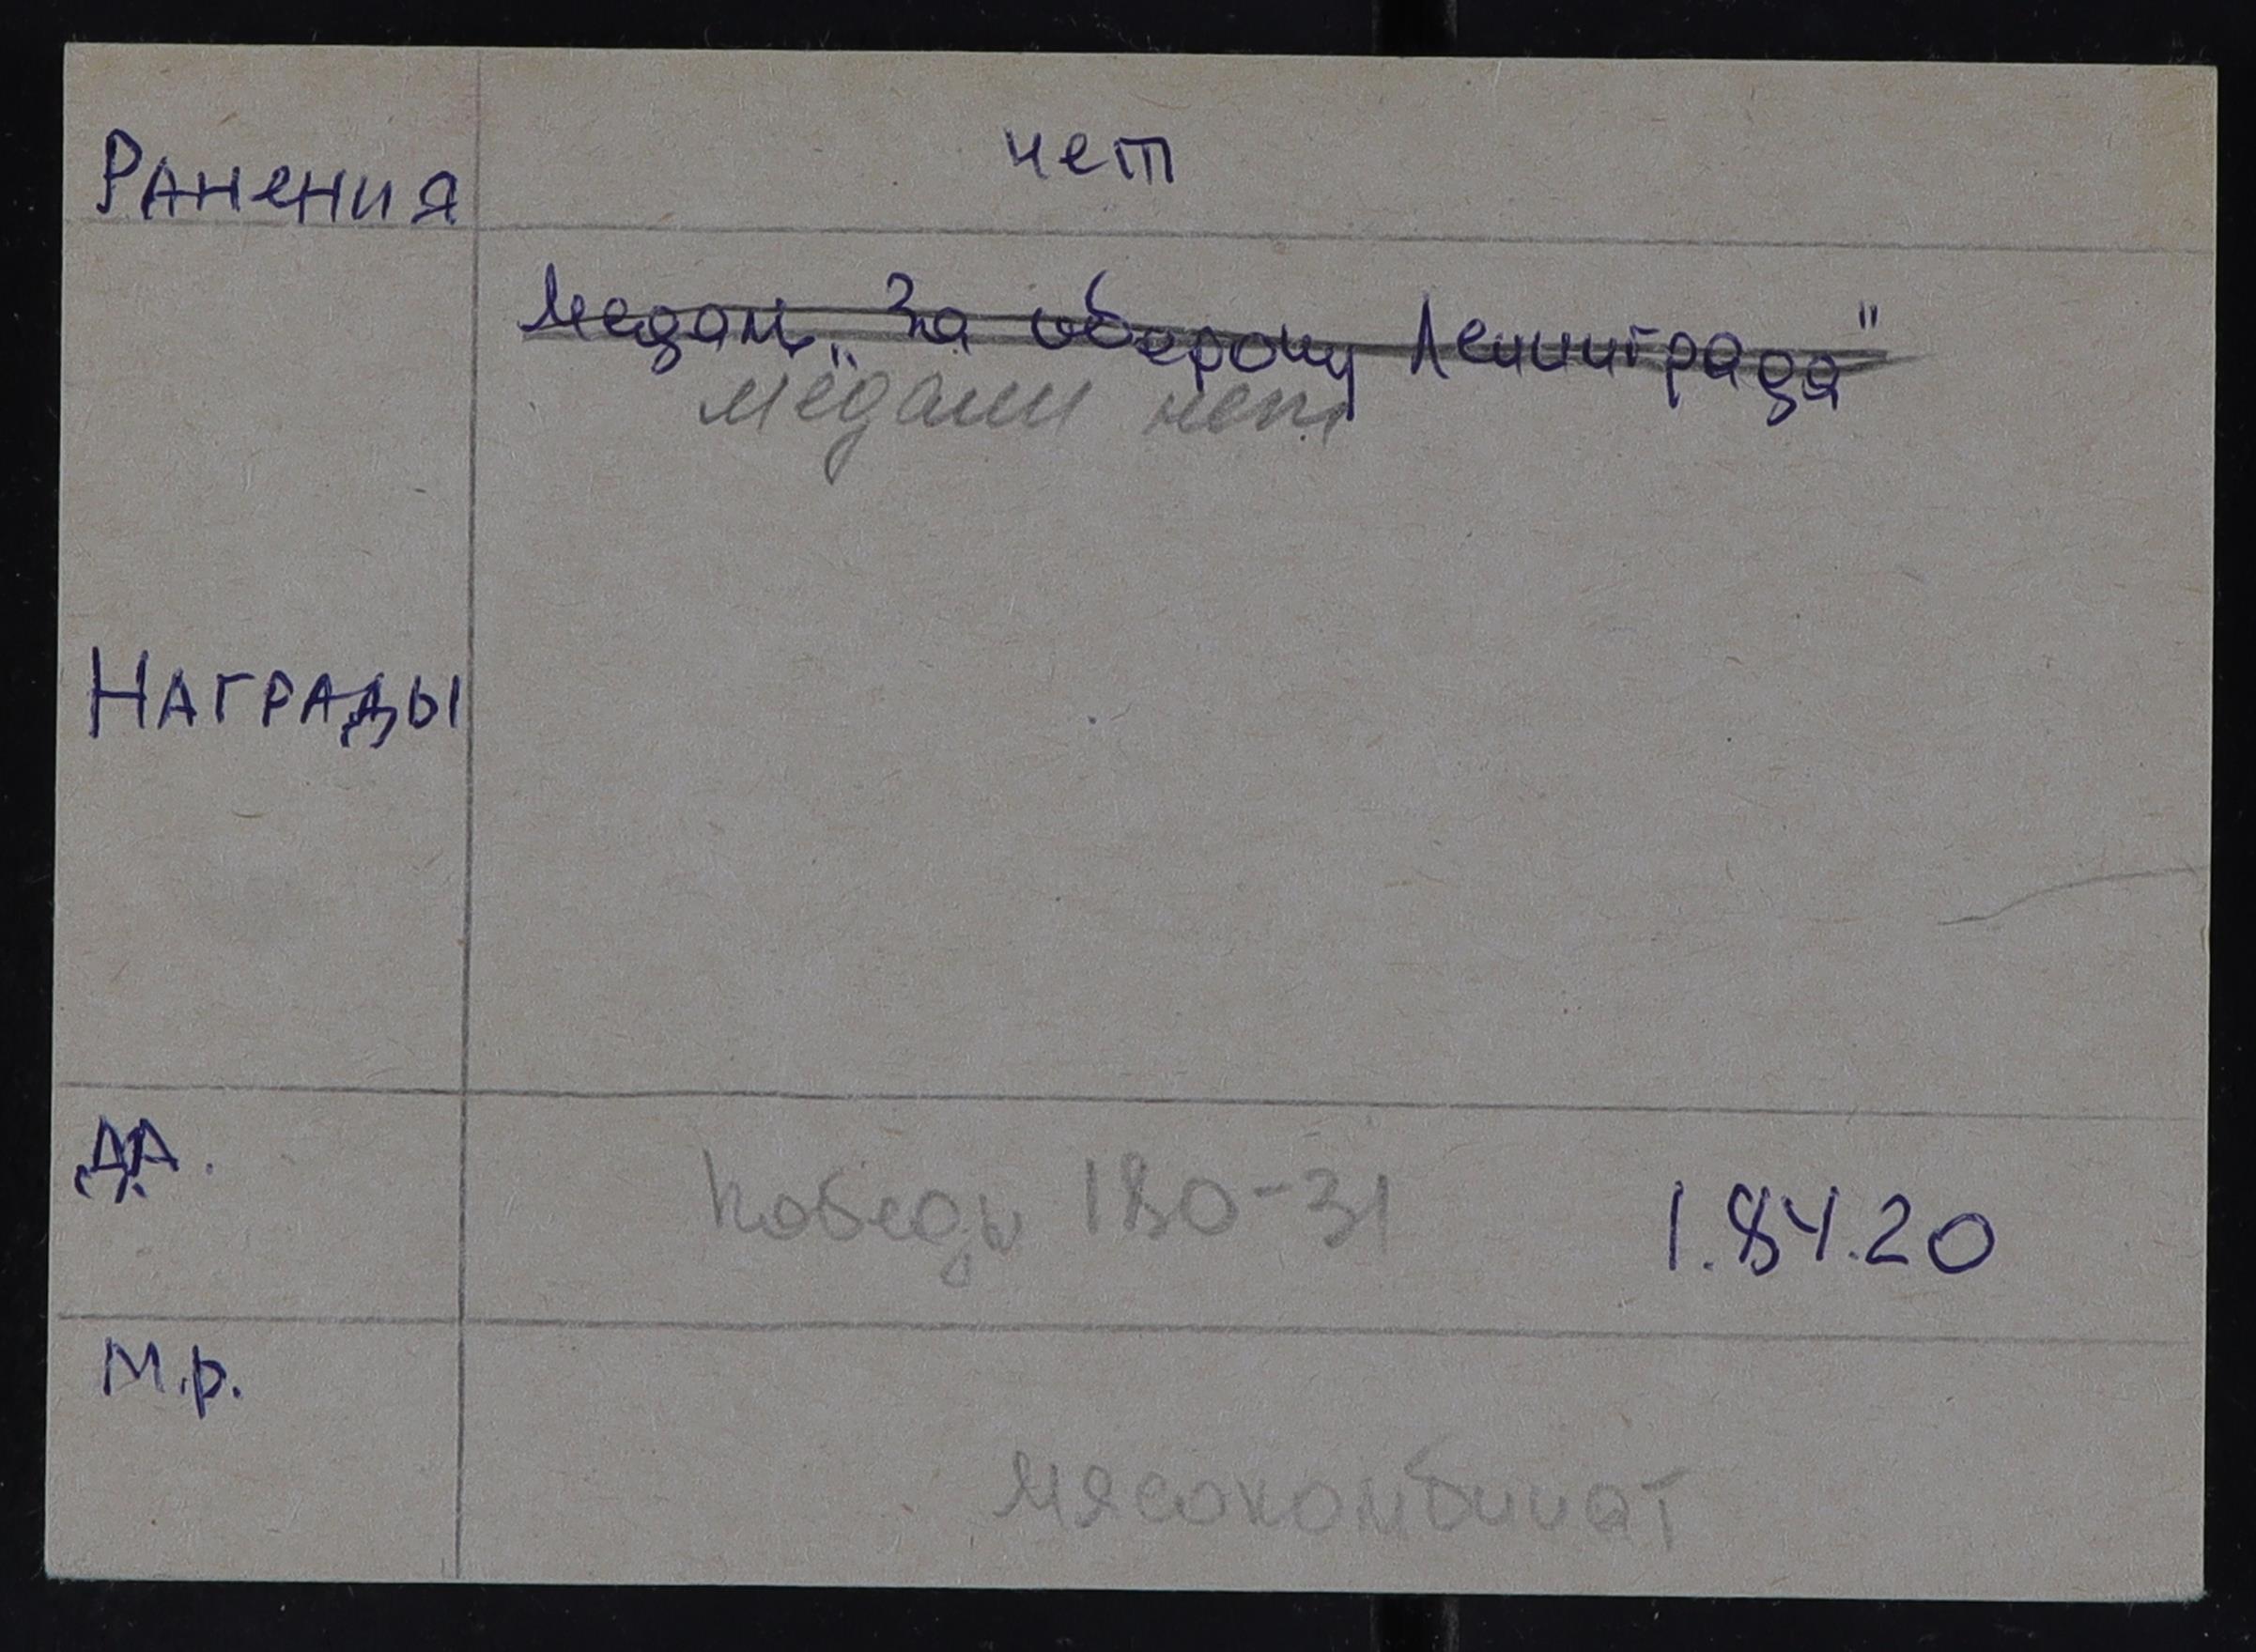 Ранения нет
Медаль „За оборону Ленинграда"
медали нет
Награды
Д.А. Победы 180-31 1.84.20
М.р.
мясокомбинат